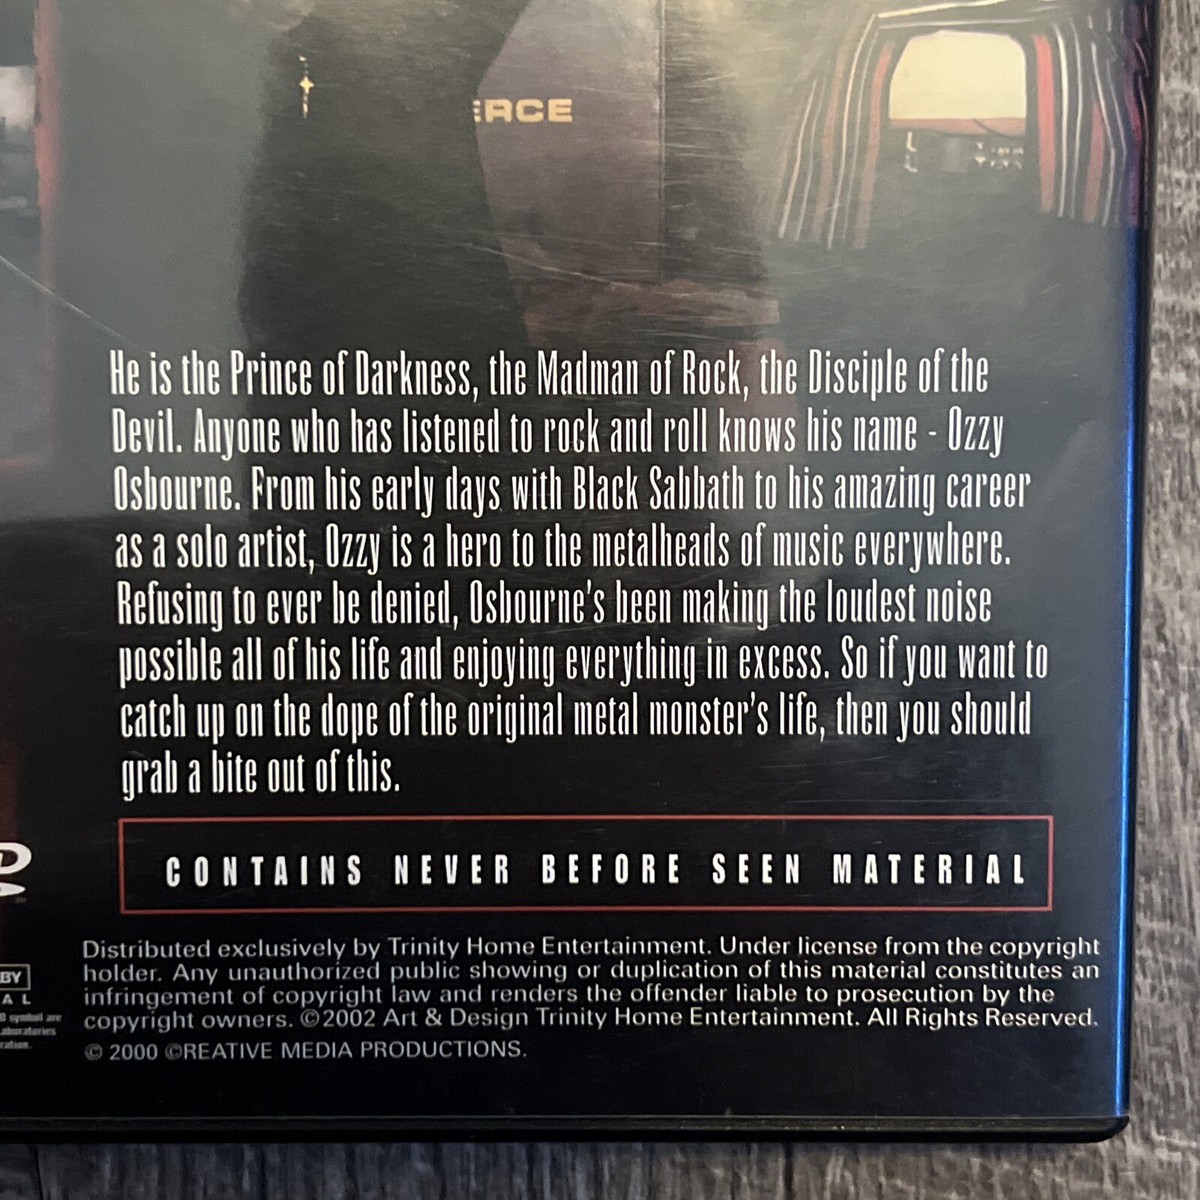 ERCE
He is the Prince of Darkness, the Madman of Rock, the Disciple of the
Devil. Anyone who has listened to rock and roll knows his name - Ozzy
Osbourne. From his early days with Black Sabbath to his amazing career
as a solo artist, Ozzy is a hero to the metalheads of music everywhere.
Refusing to ever be denied, Osbourne's been making the loudest noise
possible all of his life and enjoying everything in excess. So if you want to
catch up on the dope of the original metal monster's life, then you should
grab a bite out of this.
CONTAINS NEVER BEFORE SEEN MATERIAL
Distributed exclusively by Trinity Home Entertainment. Under license from the copyright
holder. Any unauthorized public showing or duplication of this material constitutes an
infringement of copyright law and renders the offender liable to prosecution by the
copyright owners. ©2002 Art & Design Trinity Home Entertainment. All Rights Reserved.
© 2000 ©REATIVE MEDIA PRODUCTIONS.
D
BY
AL
D symbol are
aboratories
ration.